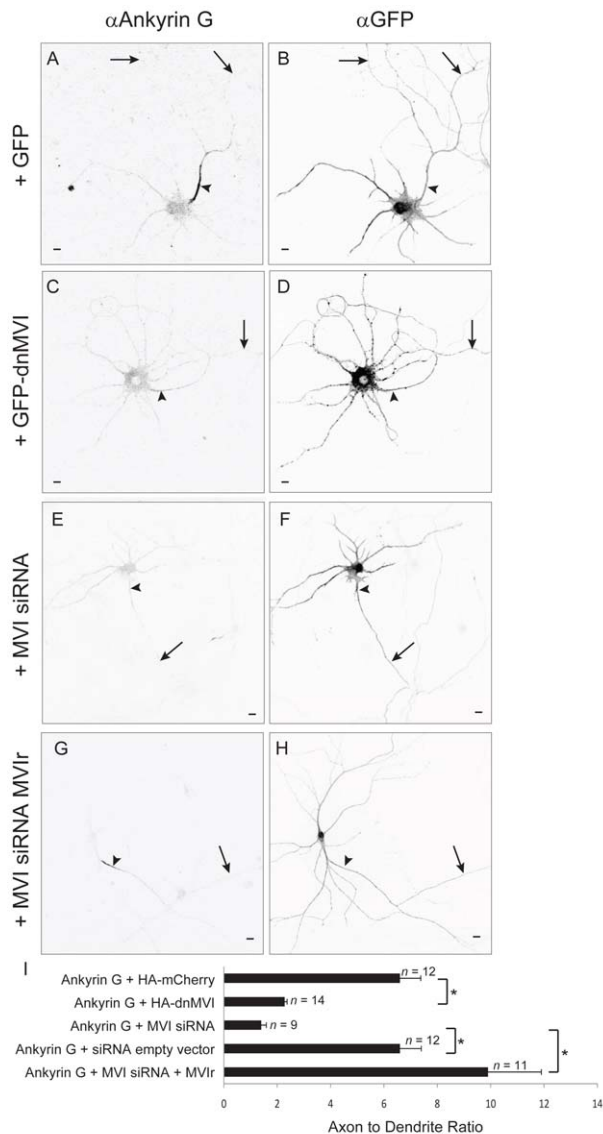 αAnkyrin G
αGFP
+ GFP
A
B
+ GFP-dnMVI
C
D
+ MVI siRNA
E
F
+ MVI siRNA MVIr
G
H
I
Ankyrin G + HA-mCherry
n = 12
*
Ankyrin G + HA-dnMVI
n = 14
Ankyrin G + MVI siRNA
n = 9
*
Ankyrin G + siRNA empty vector
n = 12
*
Ankyrin G + MVI siRNA + MVIr
n = 11
0 2 4 6 8 10 12 14
Axon to Dendrite Ratio